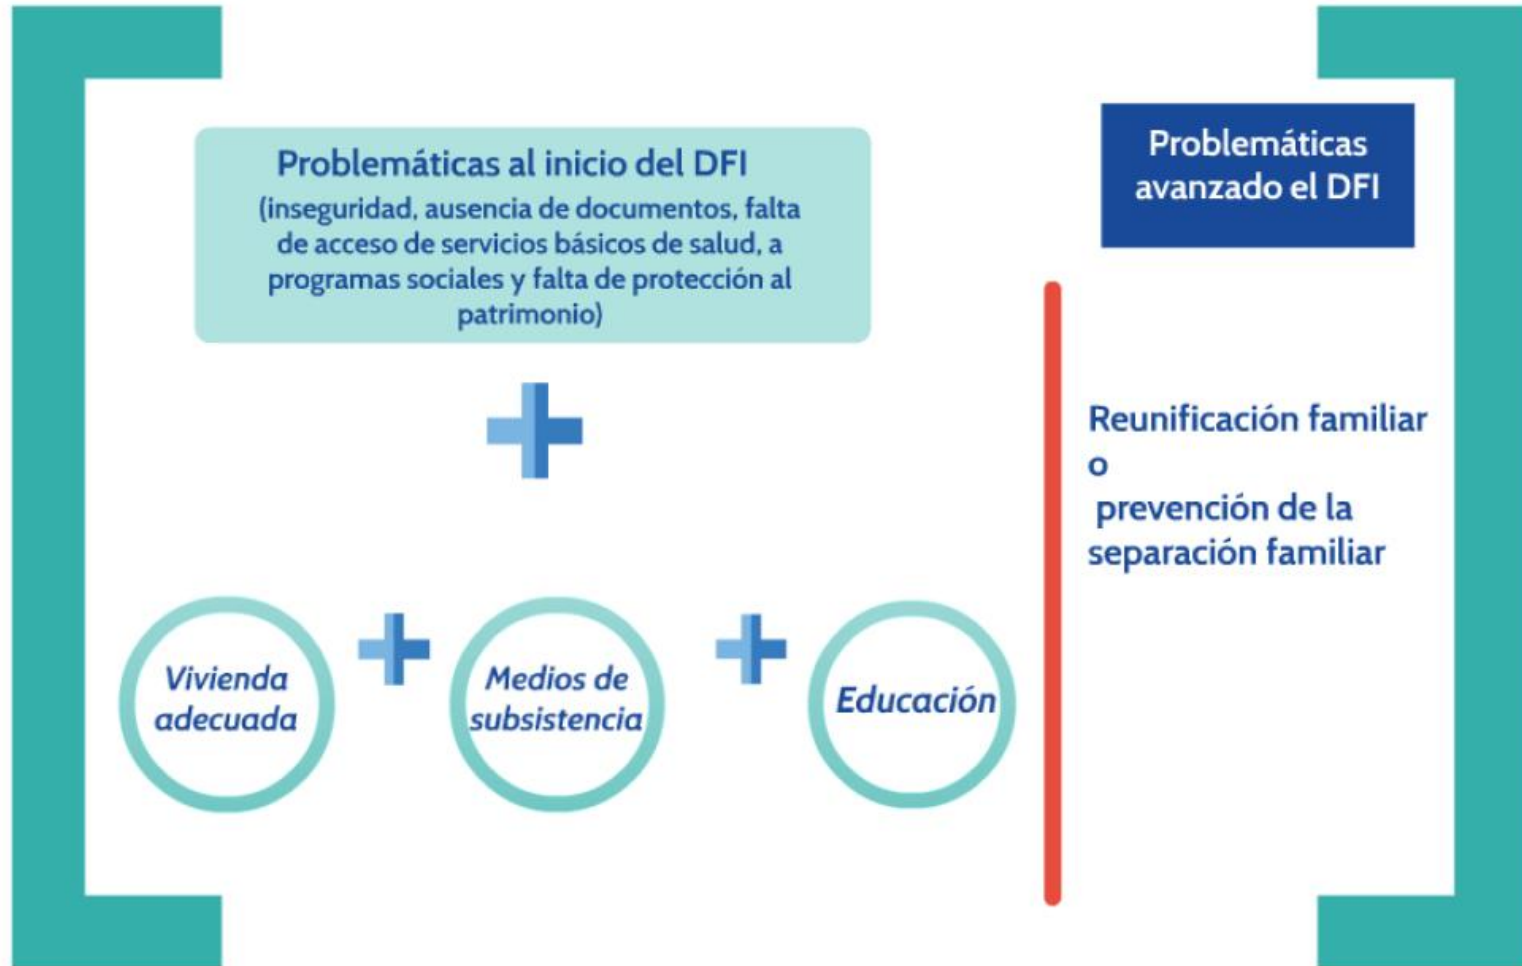 Problemáticas al inicio del DFI
(inseguridad, ausencia de documentos, falta
de acceso de servicios básicos de salud, a
programas sociales y falta de protección al
patrimonio)
Vivienda
adecuada
Medios de
subsistencia
Educación
Problemáticas
avanzado el DFI
Reunificación familiar
o
prevención de la
separación familiar